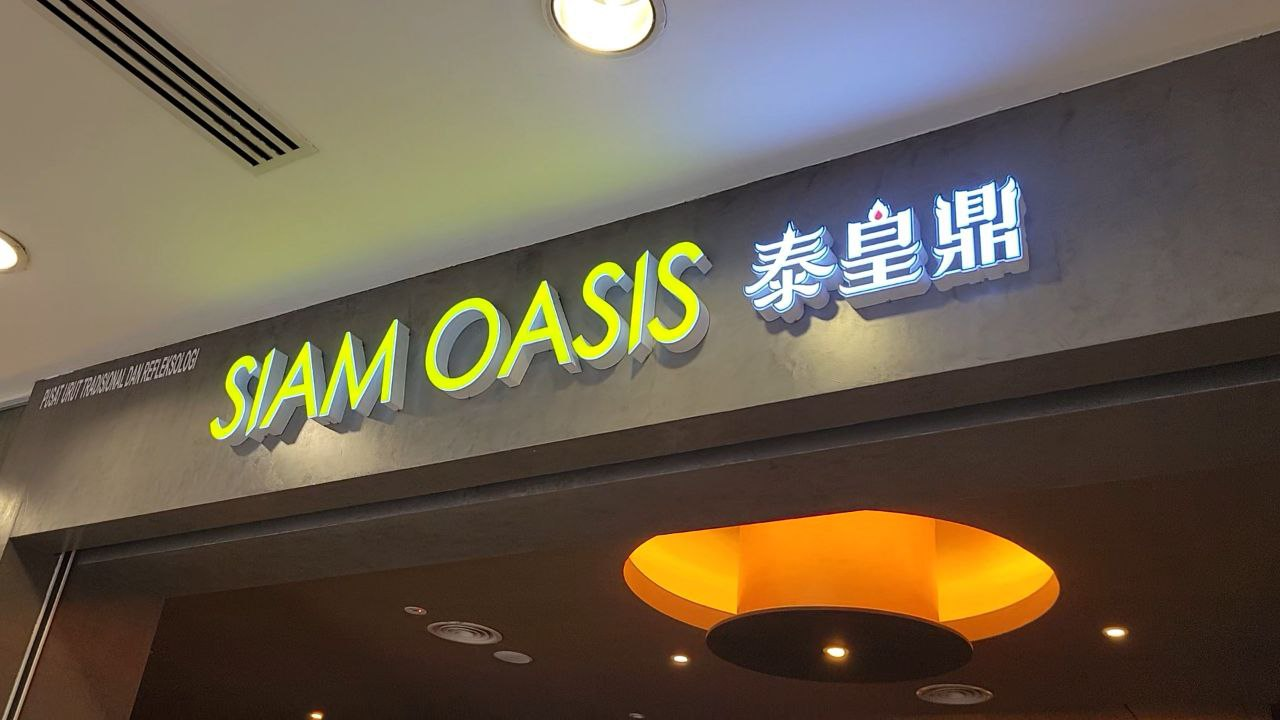 PUSAT URUT TRADISIONAL DAN REFLEKSOLOGI
SIAM OASIS 泰皇鼎